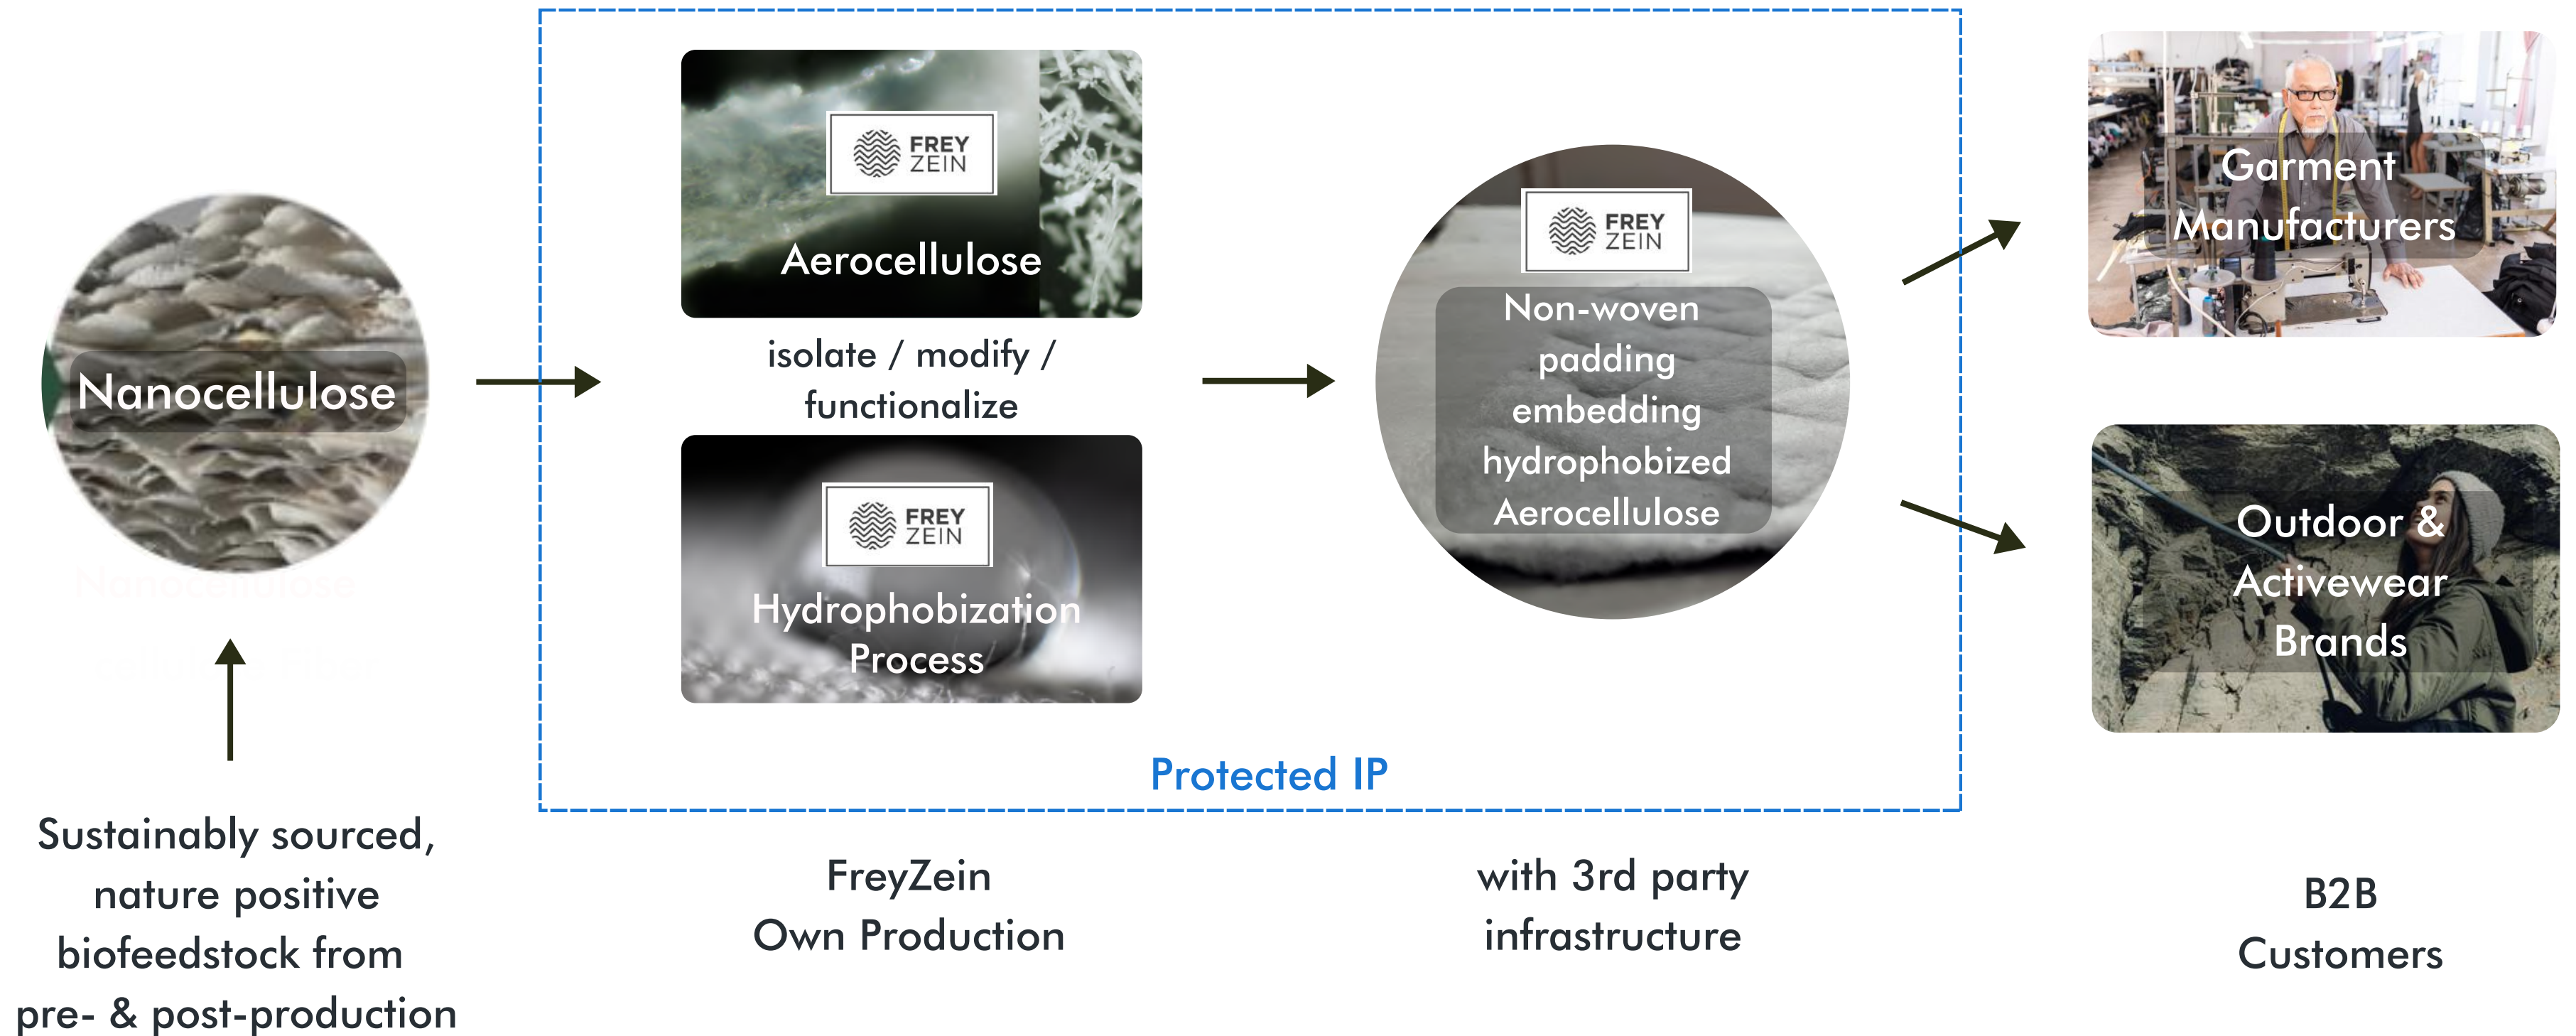 Nanocellulose
Sustainably sourced,
nature positive
biofeedstock from
pre- & post-production
FREY
ZEIN
Aerocellulose
isolate / modify /
functionalize
FREY
ZEIN
Hydrophobization
Process
FreyZein
Own Production
FREY
ZEIN
Non-woven
padding
embedding
hydrophobized
Aerocellulose
with 3rd party
infrastructure
Protected IP
Garment
Manufacturers
Outdoor &
Activewear
Brands
B2B
Customers